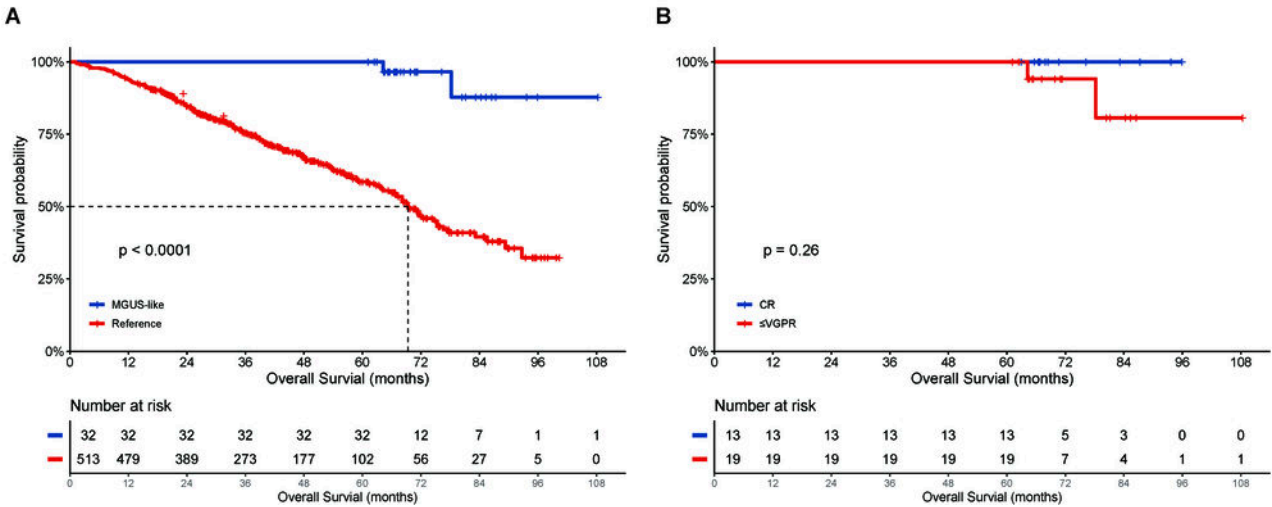 A
100%
75%
50%
25%
0%
Survival probability
p < 0.0001
MGUS-like
Reference
0 12 24 36 48 60 72 84 96 108
Overall Survial (months)
Number at risk
32 32 32 32 32 32 12 7 1 1
513 479 389 273 177 102 56 27 5 0
0 12 24 36 48 60 72 84 96 108
Overall Survial (months)
B
100%
75%
50%
25%
0%
Survival probability
p = 0.26
CR
≤VGPR
0 12 24 36 48 60 72 84 96 108
Overall Survial (months)
Number at risk
13 13 13 13 13 13 5 3 0 0
19 19 19 19 19 19 7 4 1 1
0 12 24 36 48 60 72 84 96 108
Overall Survial (months)